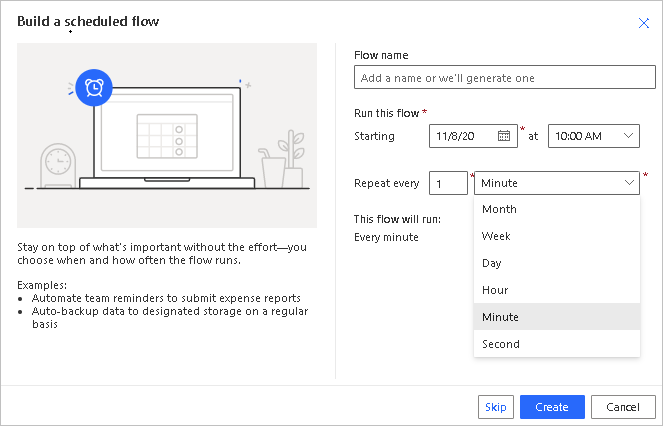 Build a scheduled flow
Stay on top of what's important without the effort—you
choose when and how often the flow runs.
Examples:
• Automate team reminders to submit expense reports
• Auto-backup data to designated storage on a regular
basis
Flow name
Add a name or we'll generate one
Run this flow *
Starting 11/8/20 * at 10:00 AM
Repeat every 1 * Minute *
This flow will run:
Every minute
Month
Week
Day
Hour
Minute
Second
Skip Create Cancel